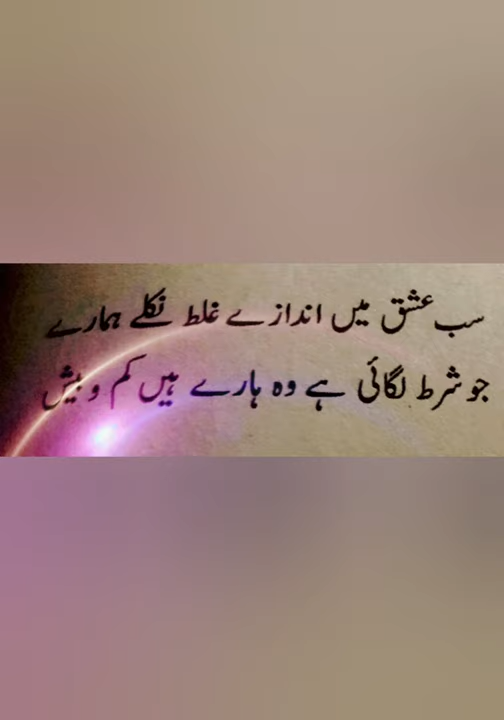 سب عشق میں اندازے غلط نکلے ہمارے
جو شرط لگائی ہے وہ ہارے ہیں کم و بیش